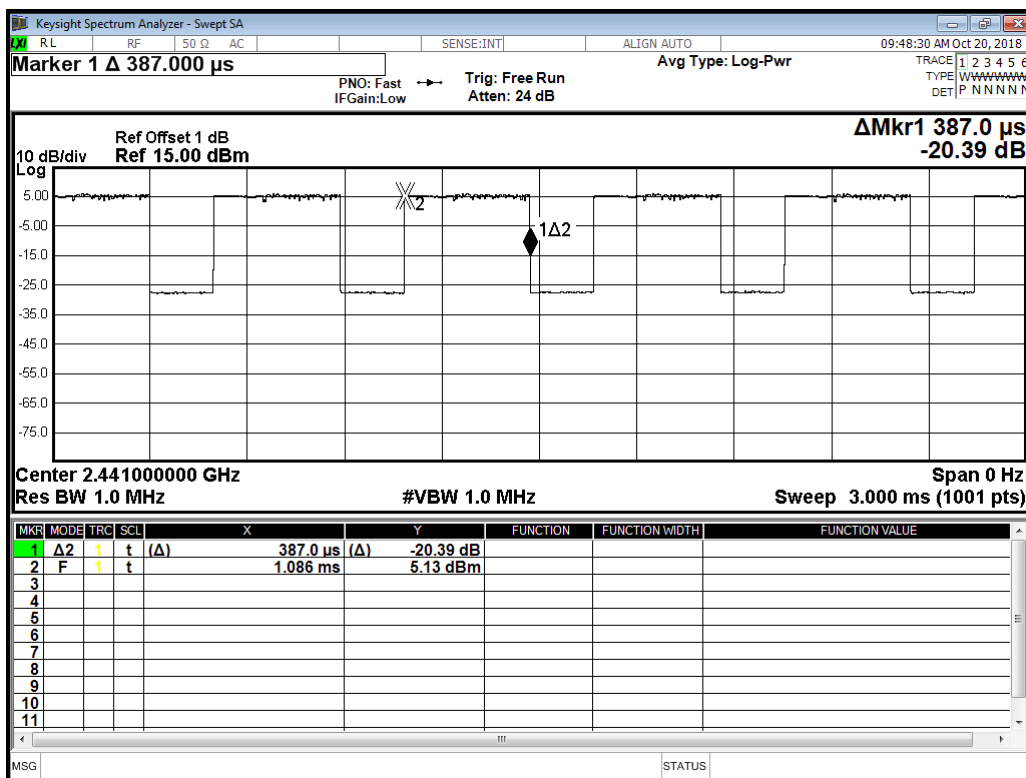 Keysight Spectrum Analyzer - Swept SA
LXI RL RF 50 Ω AC SENSE:INT ALIGN AUTO 09:48:30 AM Oct 20, 2018
Marker 1 Δ 387.000 µs
PNO: Fast
IFGain:Low
Trig: Free Run
Atten: 24 dB
Avg Type: Log-Pwr
TRACE 1 2 3 4 5 6
TYPE WWWWWW
DET P N N N N N
10 dB/div
Log
Ref Offset 1 dB
Ref 15.00 dBm
ΔMkr1 387.0 µs
-20.39 dB
5.00
-5.00
-15.0
-25.0
-35.0
-45.0
-55.0
-65.0
-75.0
2
1Δ2
Center 2.441000000 GHz Span 0 Hz
Res BW 1.0 MHz #VBW 1.0 MHz Sweep 3.000 ms (1001 pts)
MKR MODE TRC SCL X Y FUNCTION FUNCTION WIDTH FUNCTION VALUE
1 Δ2 1 t (Δ) 387.0 µs (Δ) -20.39 dB
2 F 1 t 1.086 ms 5.13 dBm
3
4
5
6
7
8
9
10
11
MSG STATUS